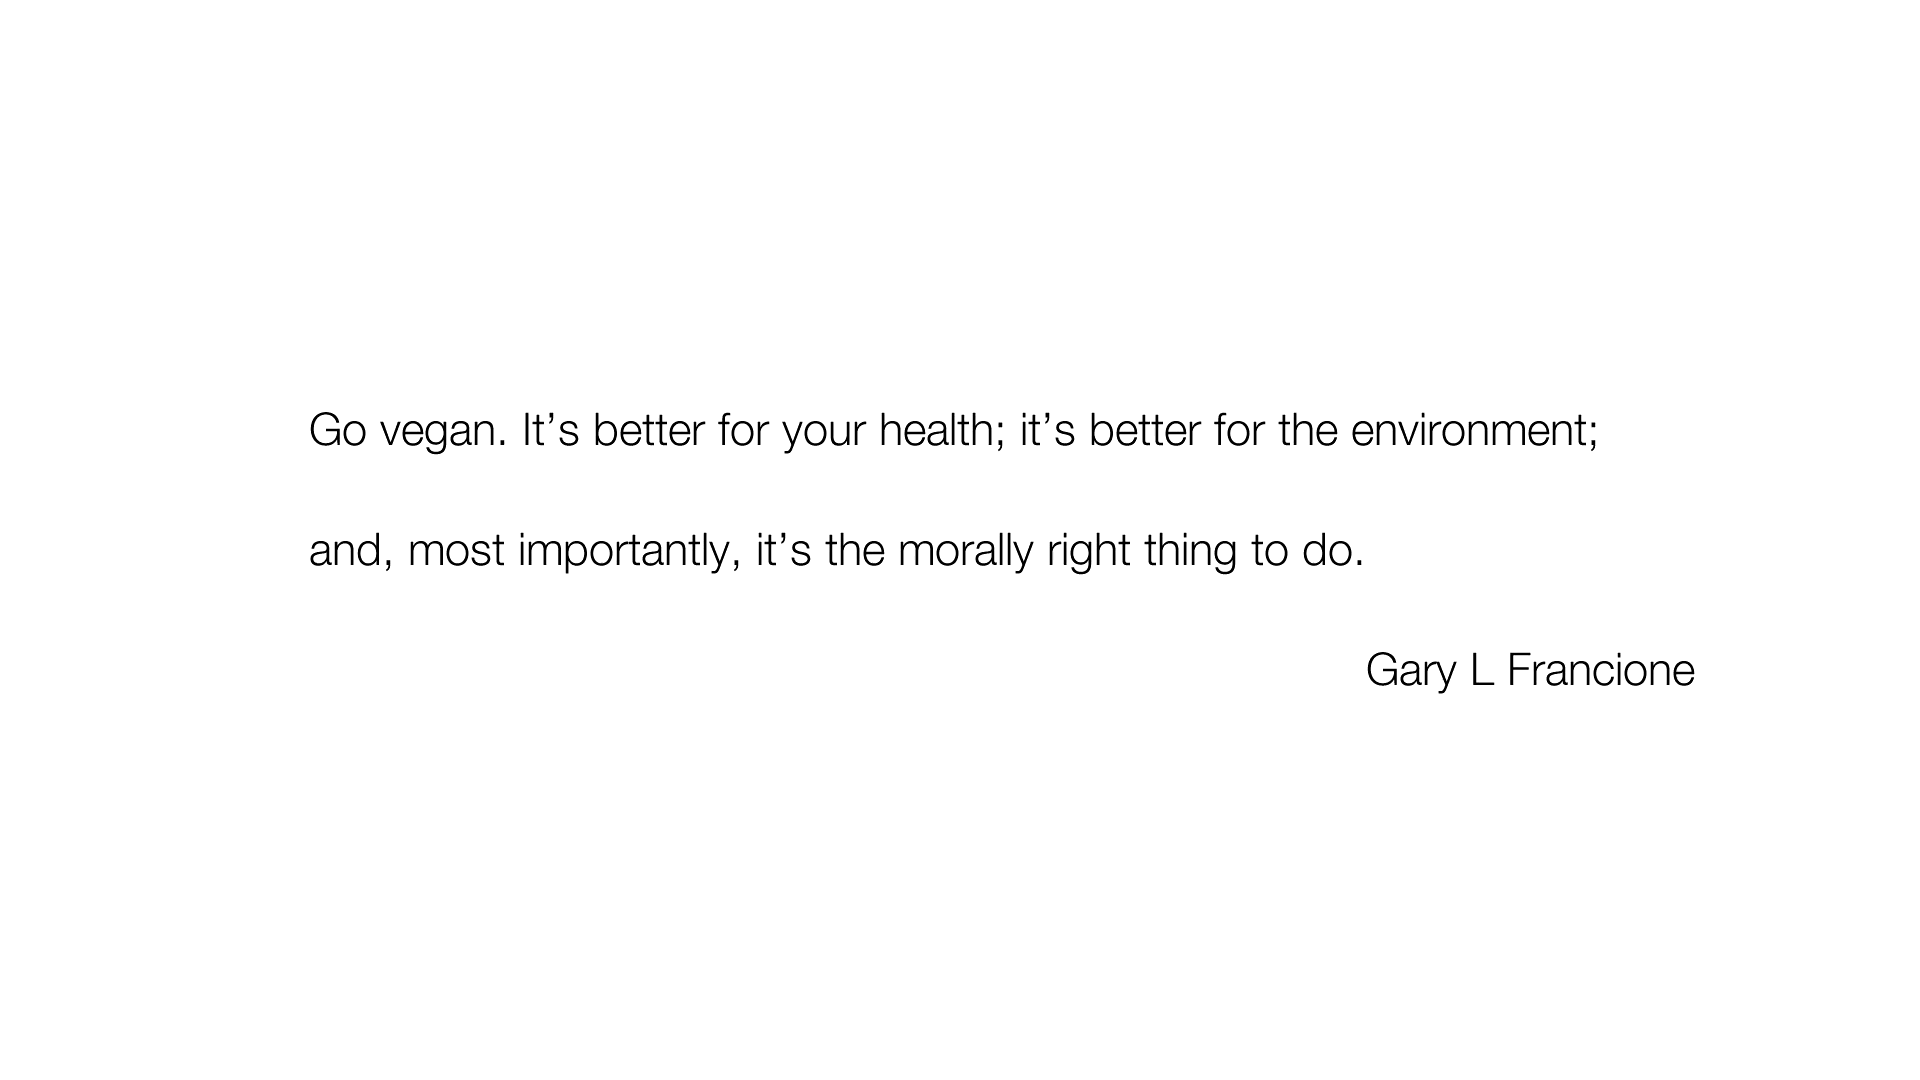 Go vegan. It’s better for your health; it’s better for the environment;
and, most importantly, it’s the morally right thing to do.
Gary L Francione